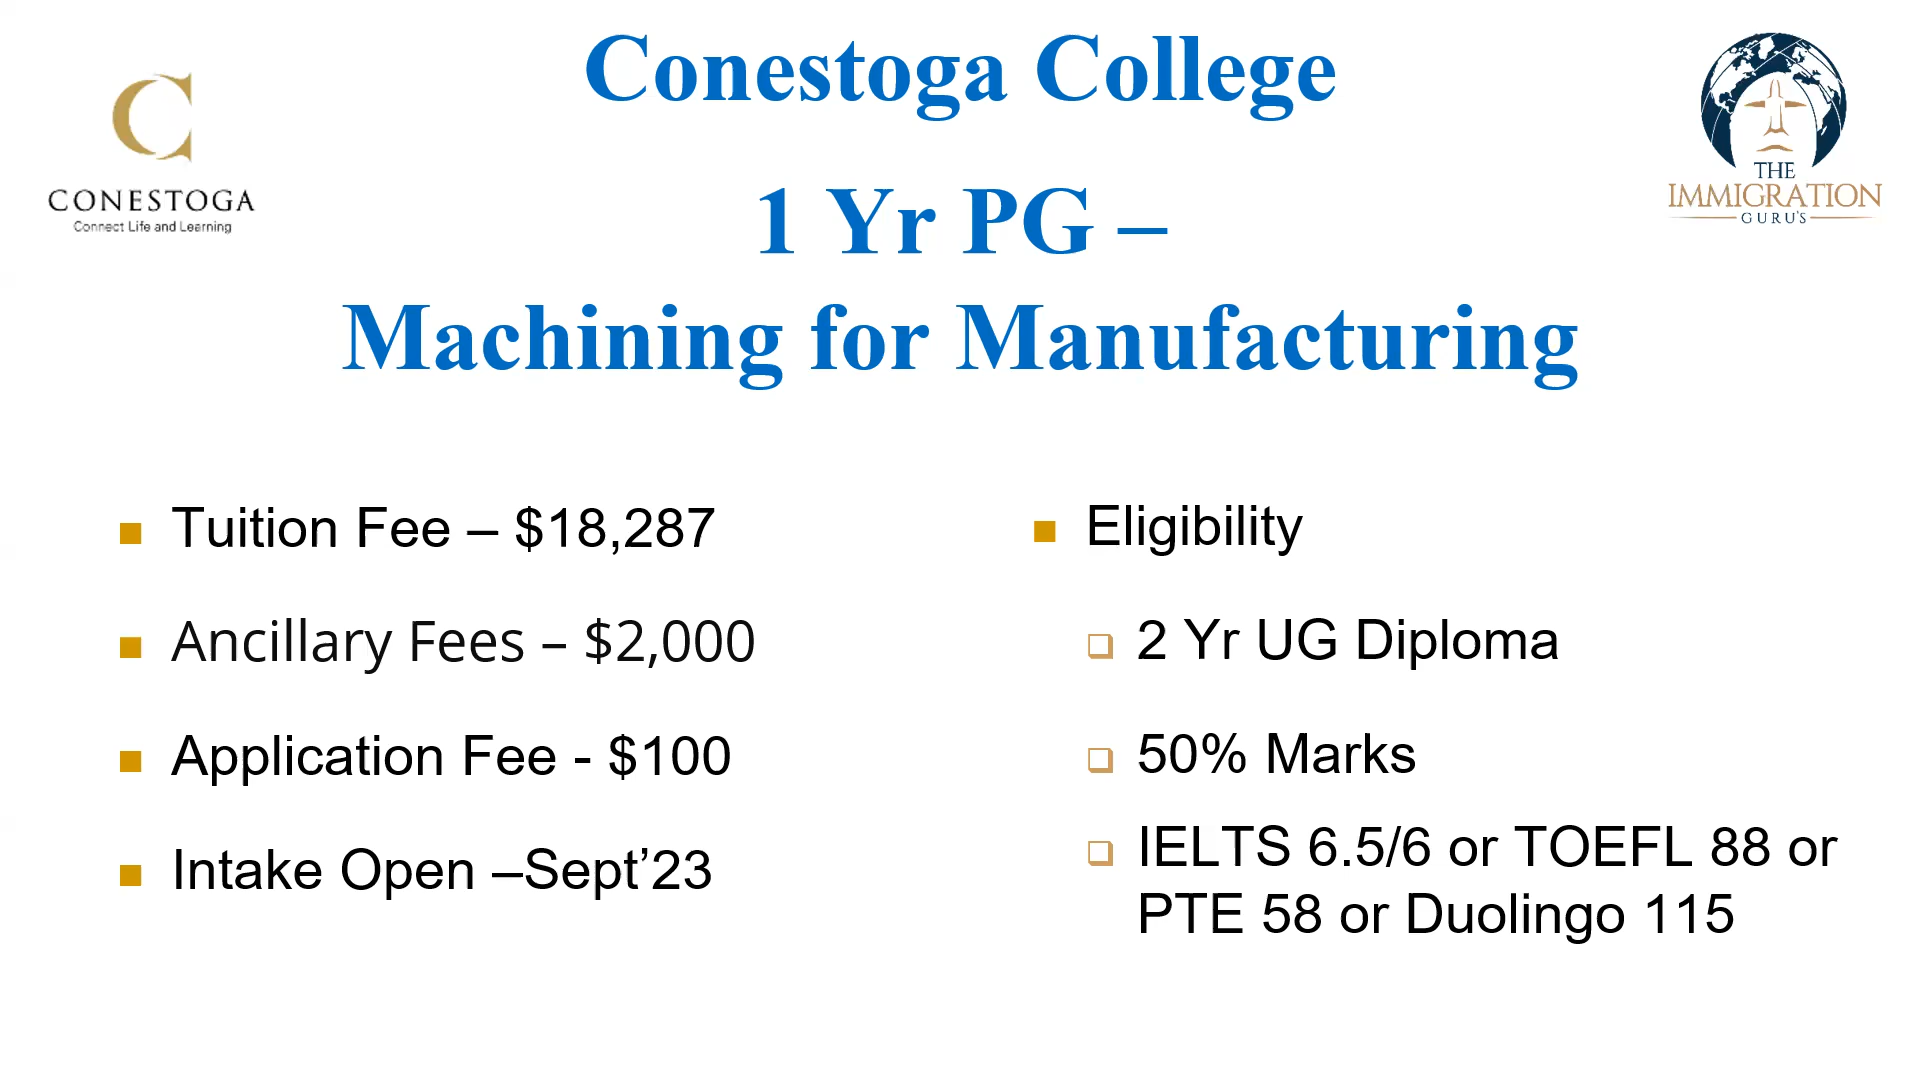 Conestoga College
1 Yr PG –
Machining for Manufacturing
C
CONESTOGA
Connect Life and Learning
THE
IMMIGRATION
GURU'S
Tuition Fee – $18,287
Ancillary Fees – $2,000
Application Fee - $100
Intake Open –Sept’23
Eligibility
2 Yr UG Diploma
50% Marks
IELTS 6.5/6 or TOEFL 88 or
PTE 58 or Duolingo 115